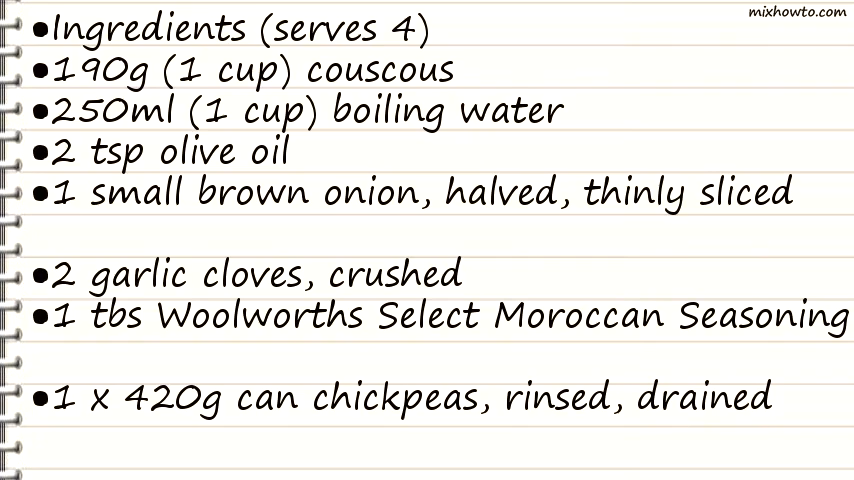 mixhowto.com
•Ingredients (serves 4)
•190g (1 cup) couscous
•250ml (1 cup) boiling water
•2 tsp olive oil
•1 small brown onion, halved, thinly sliced
•2 garlic cloves, crushed
•1 tbs Woolworths Select Moroccan Seasoning
•1 x 420g can chickpeas, rinsed, drained